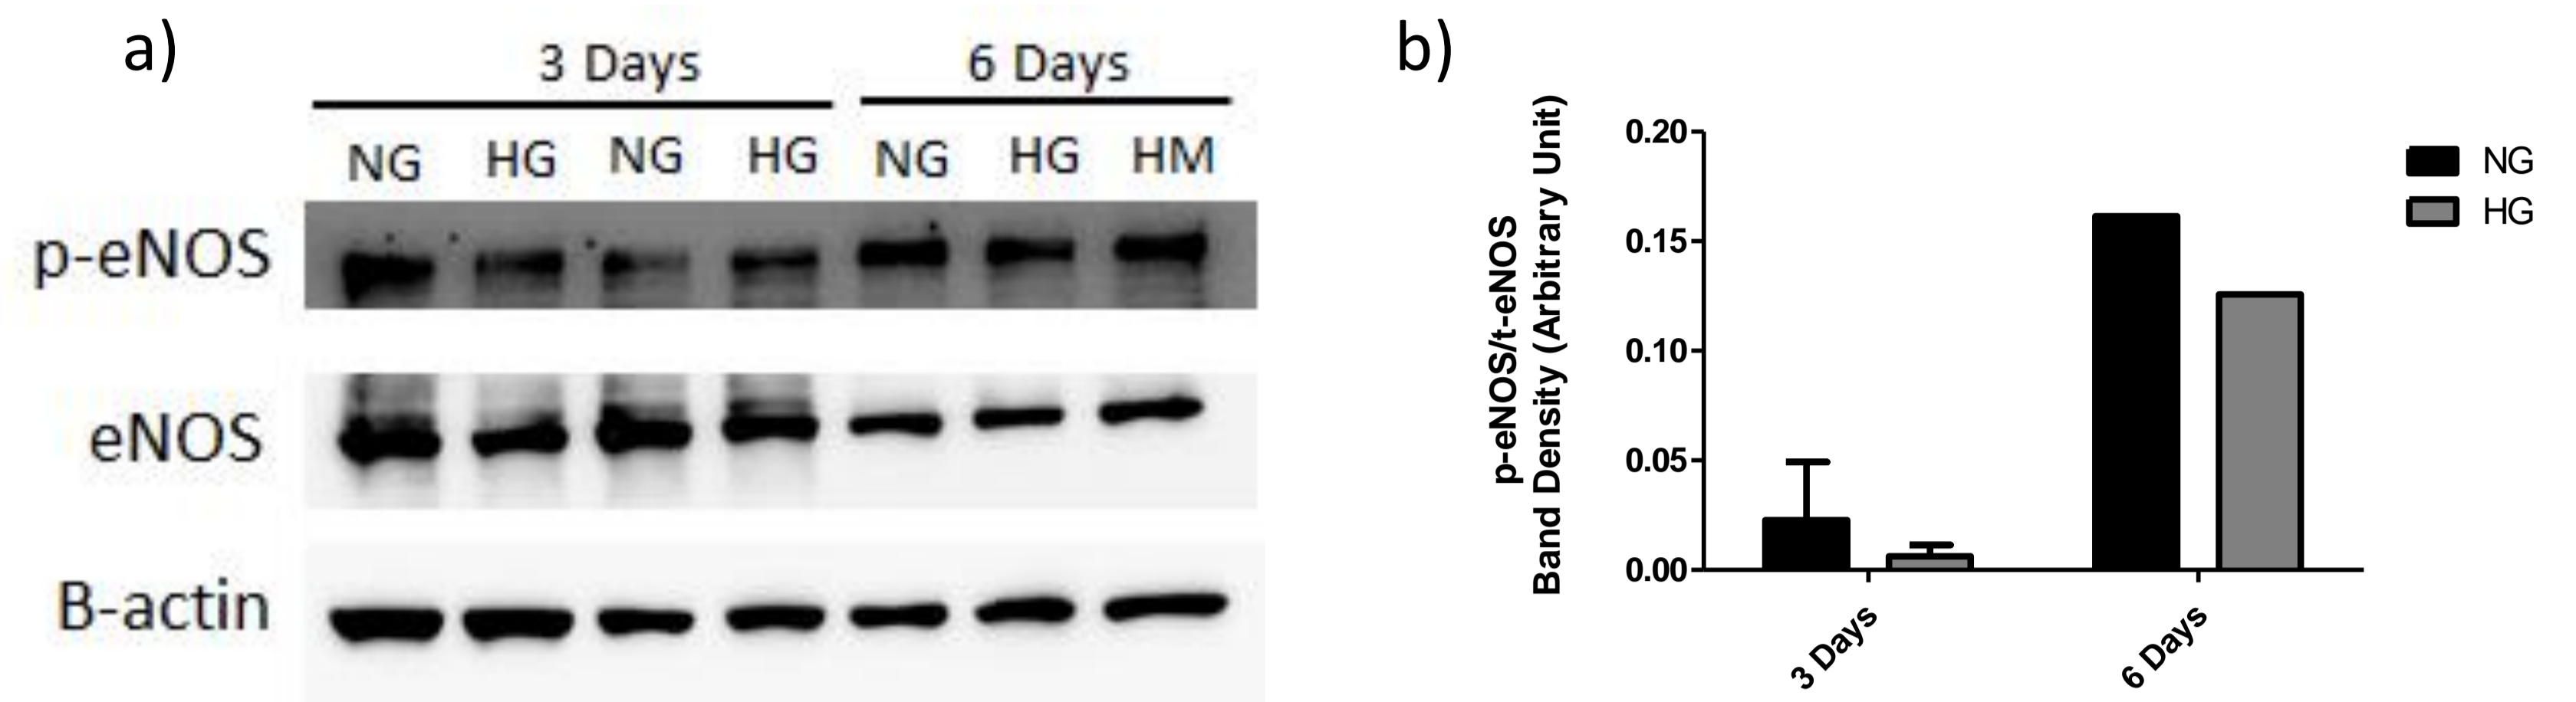 a)
3 Days
6 Days
NG HG NG HG NG HG HM
p-eNOS
eNOS
B-actin
b)
p-eNOS/t-eNOS
Band Density (Arbitrary Unit)
0.20
0.15
0.10
0.05
0.00
3 Days
6 Days
NG
HG